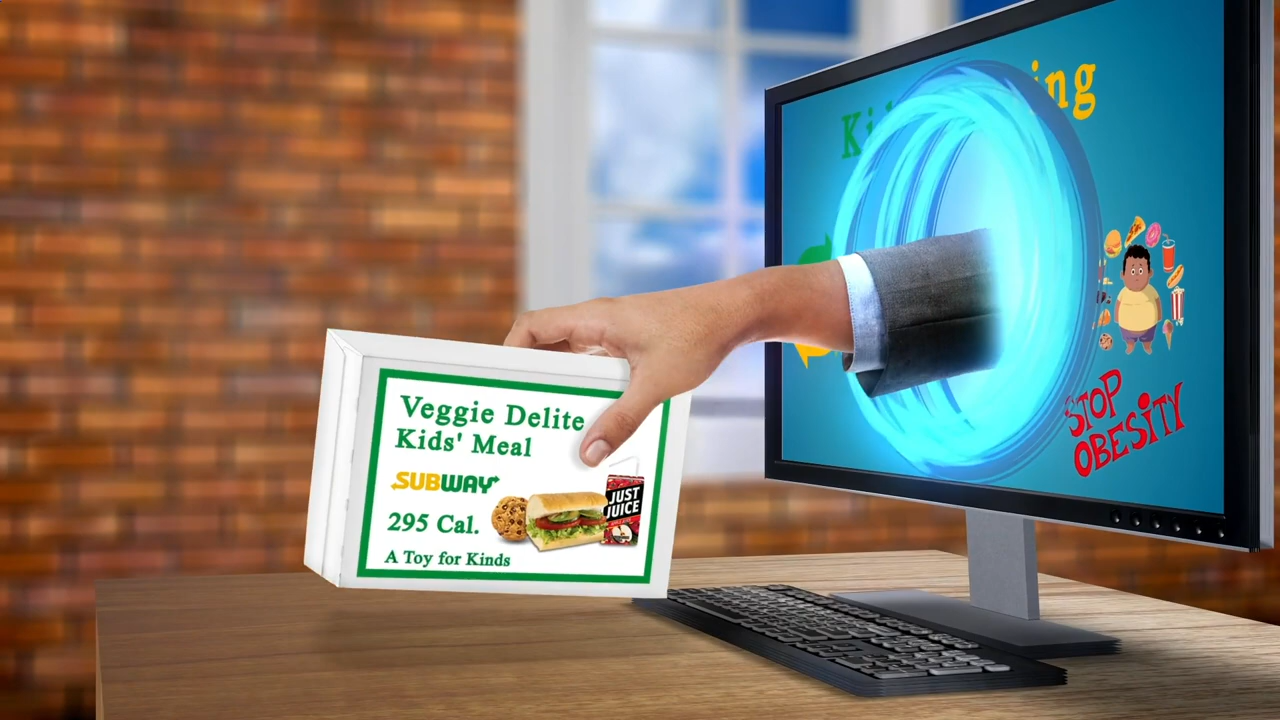 Veggie Delite
Kids' Meal
SUBWAY
295 Cal.
A Toy for Kinds
JUST
JUICE
ing
STOP
OBESITY